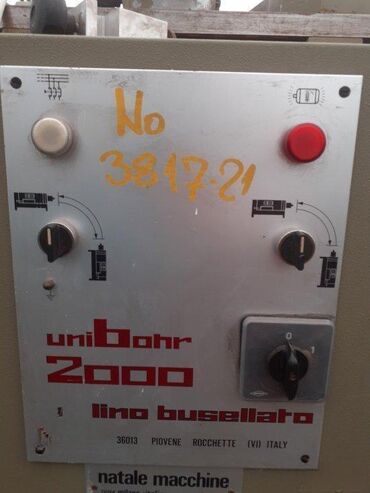 No
3817-21
0 1
uniBohr
2000
lino busellato
36013 PIOVENE ROCCHETTE (VI) ITALY
natale macchine